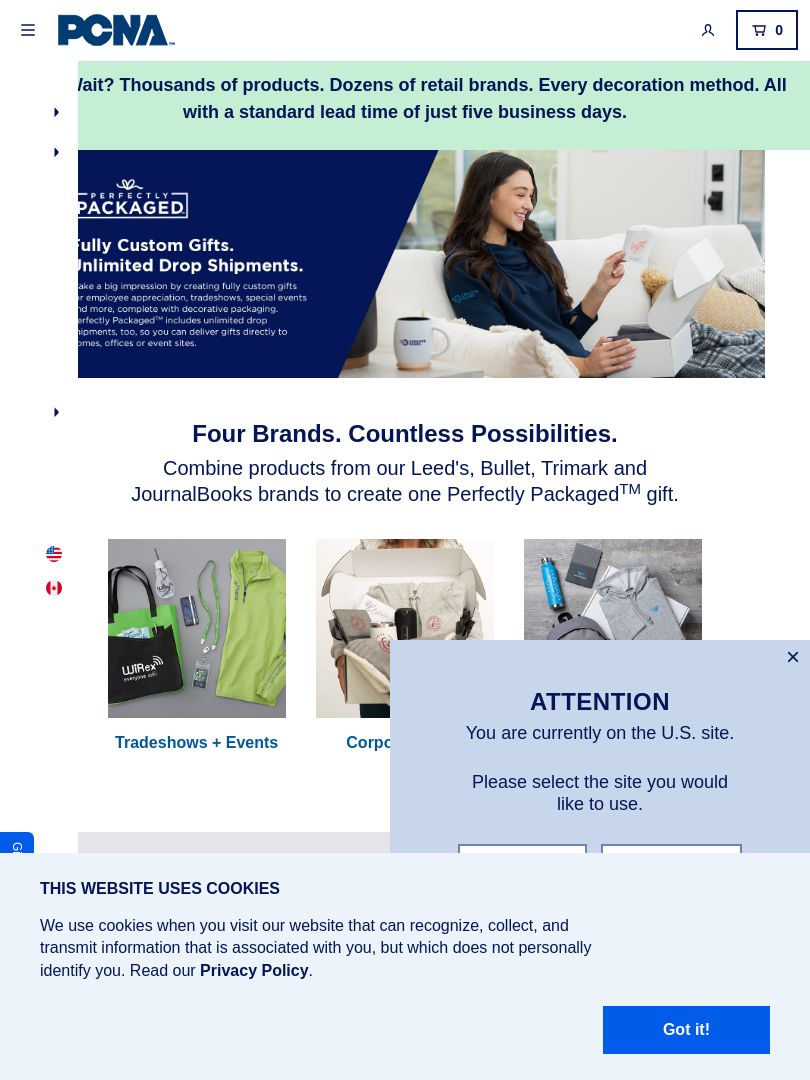 PCNA
0
Wait? Thousands of products. Dozens of retail brands. Every decoration method. All
with a standard lead time of just five business days.
PERFECTLY
PACKAGED
Fully Custom Gifts.
Unlimited Drop Shipments.
ake a big impression by creating fully custom gifts
or employee appreciation, tradeshows, special events
nd more, complete with decorative packaging.
erfectly Packaged™ includes unlimited drop
hipments, too, so you can deliver gifts directly to
omes, offices or event sites.
Four Brands. Countless Possibilities.
Combine products from our Leed's, Bullet, Trimark and
JournalBooks brands to create one Perfectly Packaged™ gift.
WiRex
everyone wifi
Tradeshows + Events
Corpo
ATTENTION
You are currently on the U.S. site.
Please select the site you would
like to use.
THIS WEBSITE USES COOKIES
We use cookies when you visit our website that can recognize, collect, and
transmit information that is associated with you, but which does not personally
identify you. Read our Privacy Policy.
Got it!